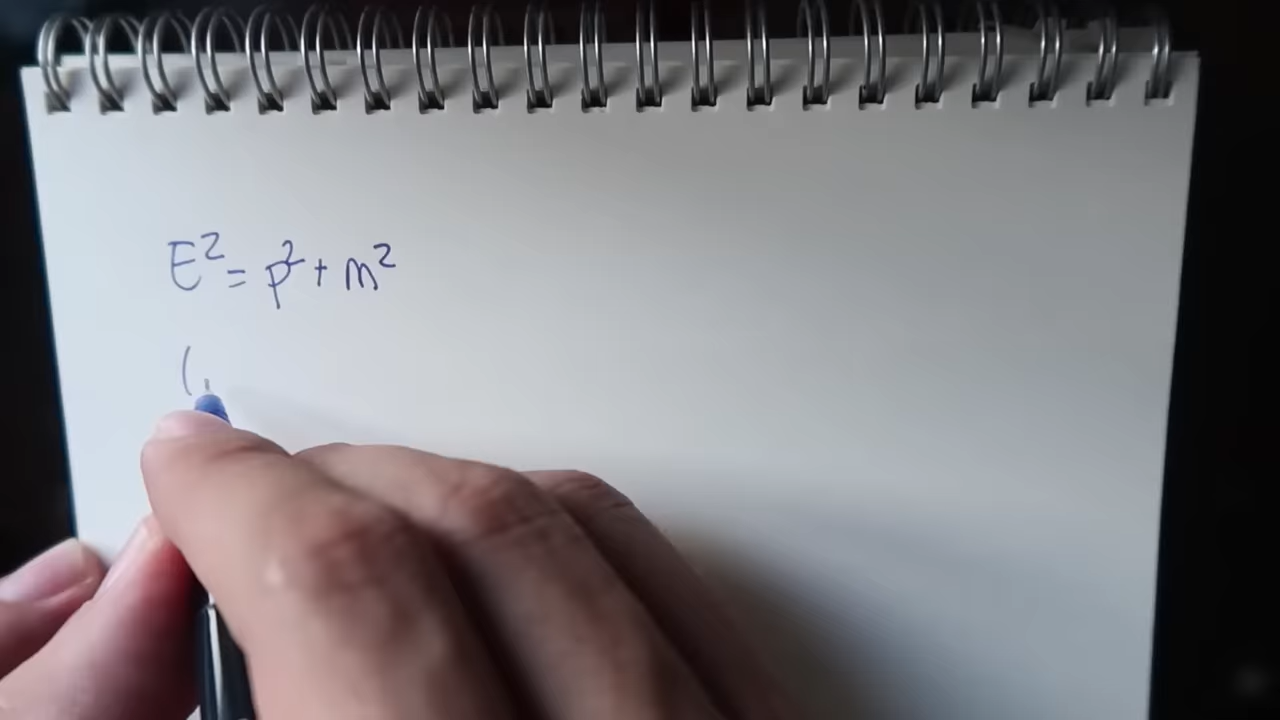 E² = p² + m²
(